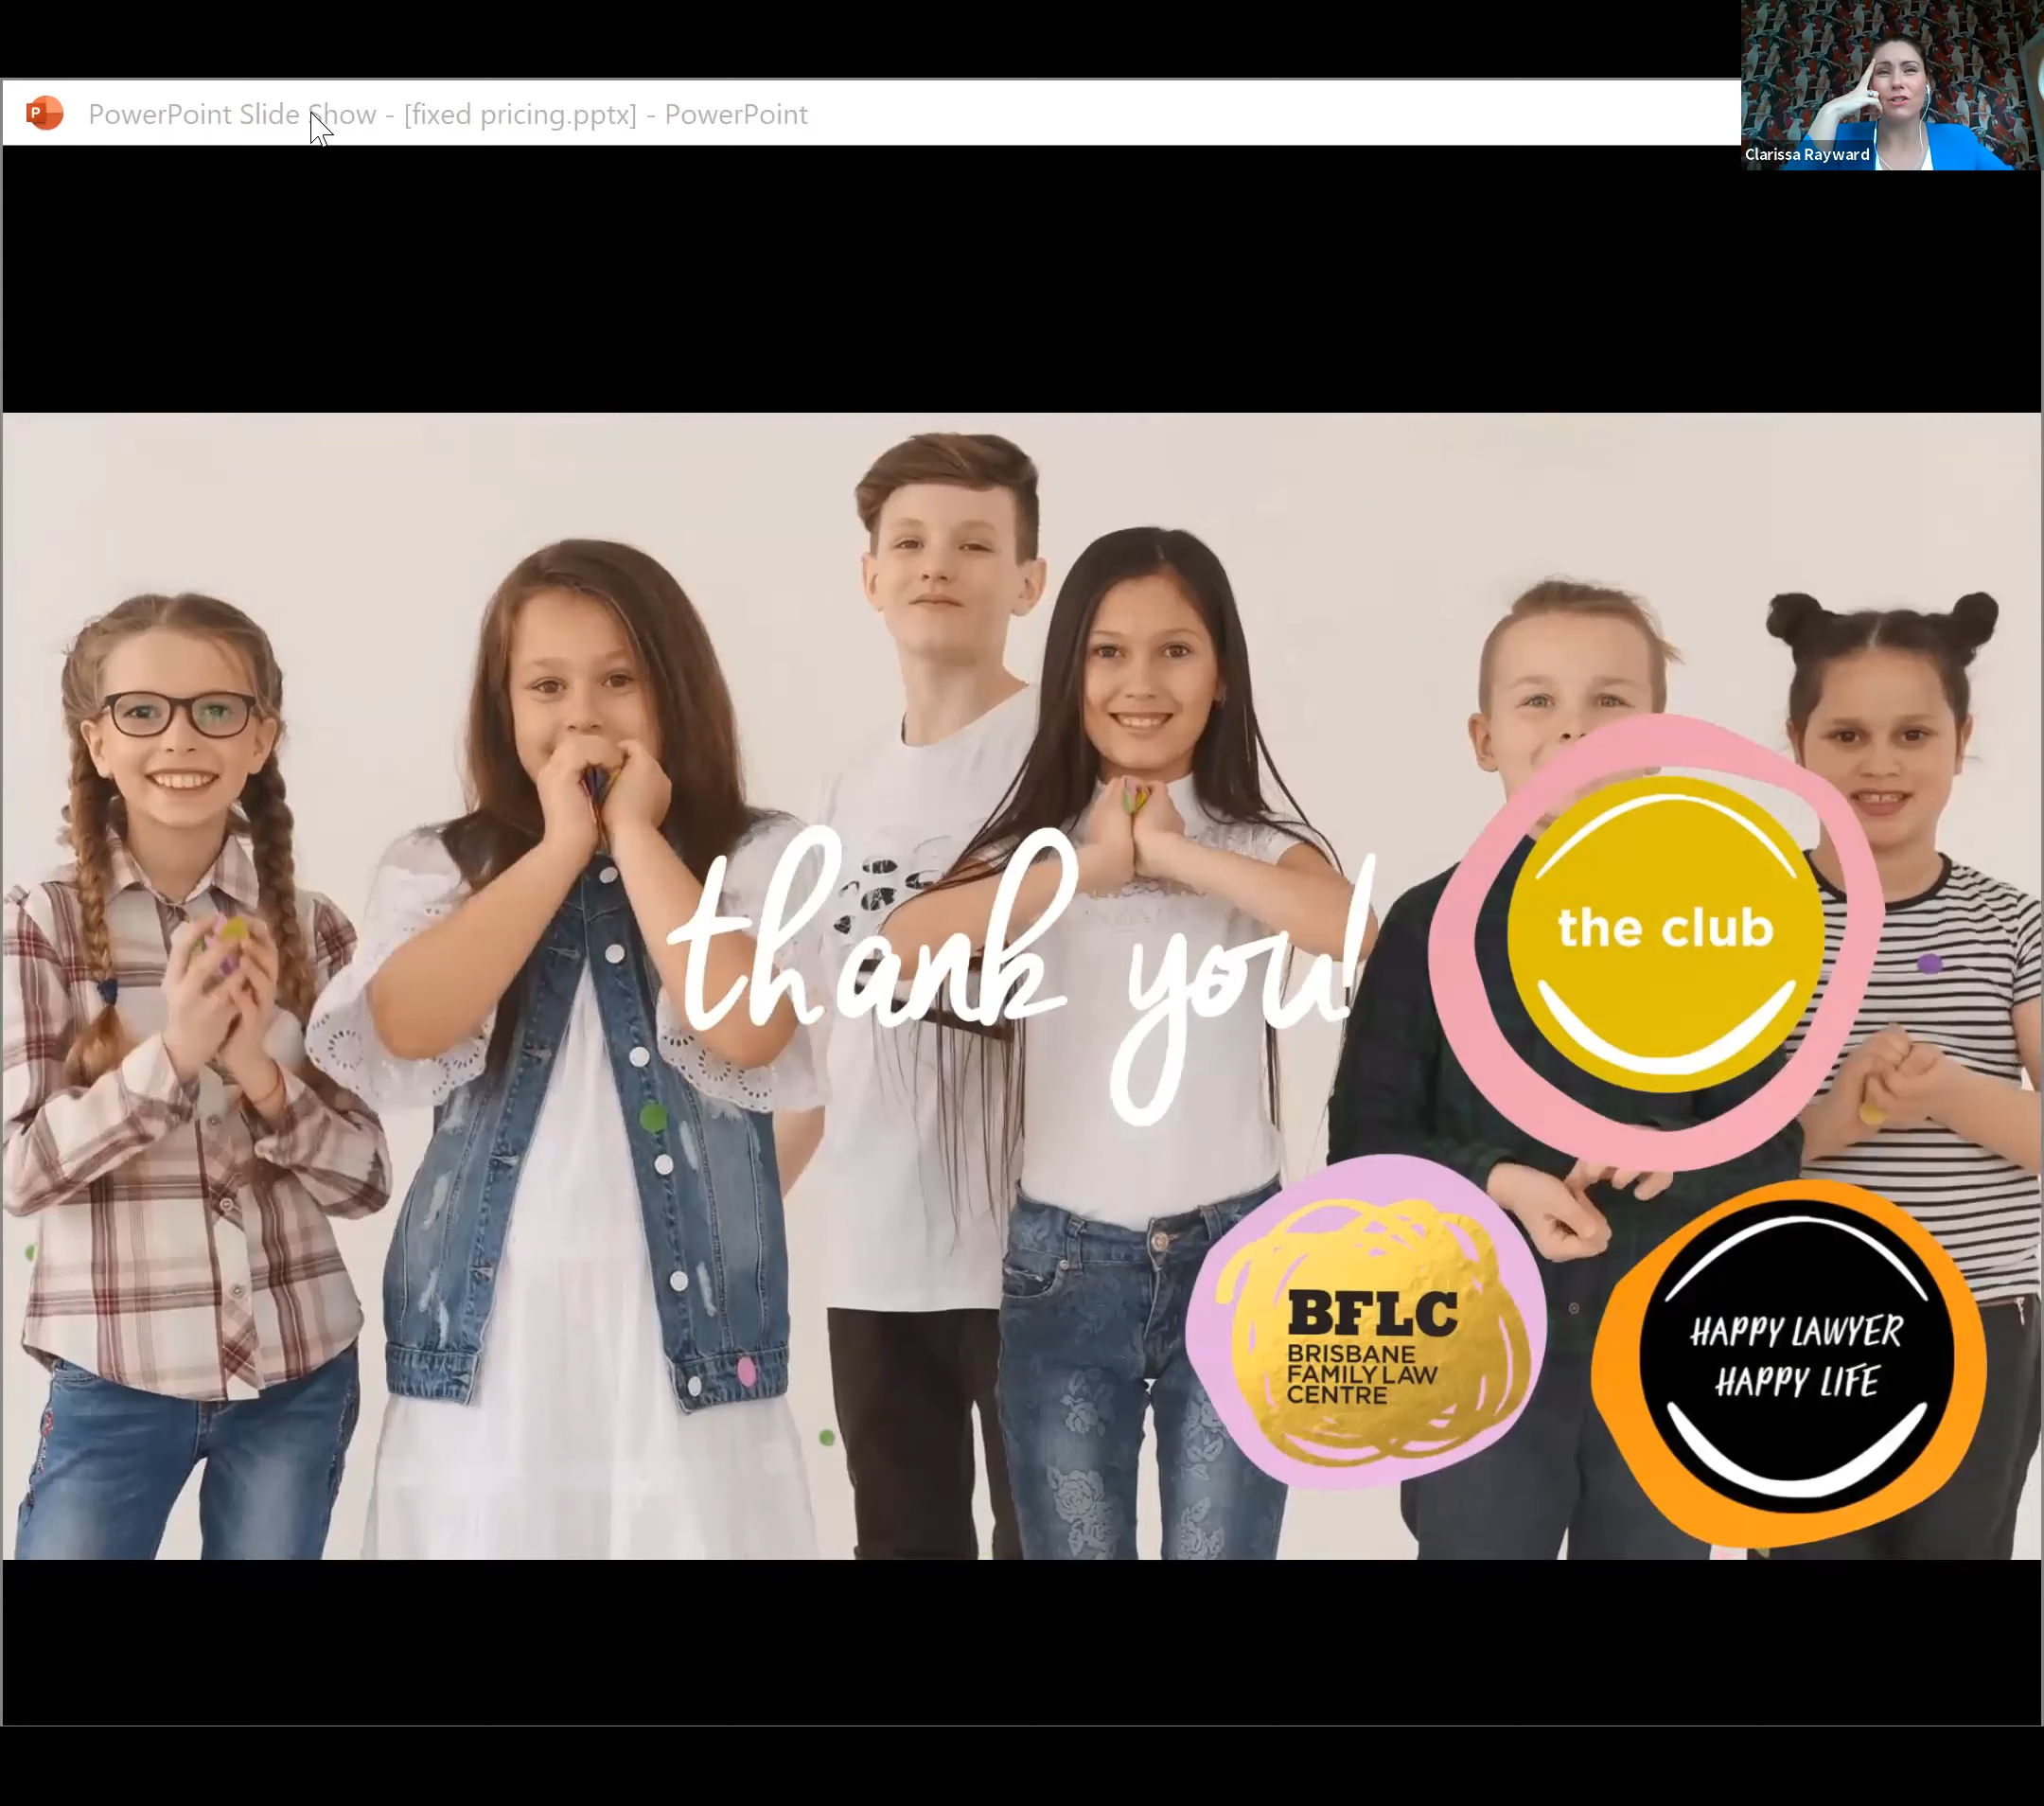 P
PowerPoint Slide Show - [fixed pricing.pptx] - PowerPoint
Clarissa Rayward
thank you!
the club
BFLC
BRISBANE
FAMILY LAW
CENTRE
HAPPY LAWYER
HAPPY LIFE